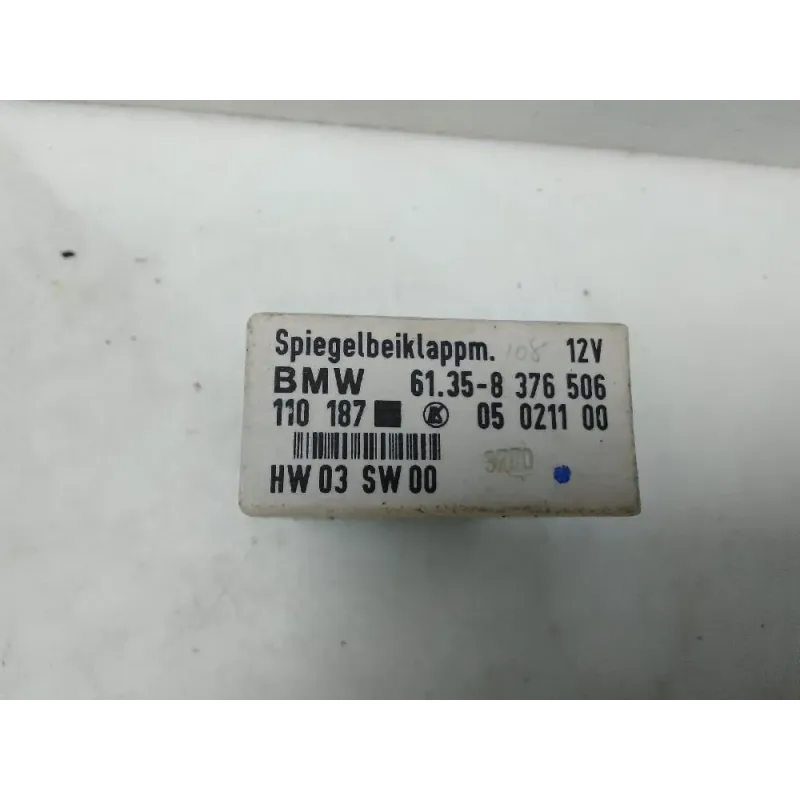 Spiegelbeiklappm. 108 12V
BMW 61.35-8 376 506
110 187 K 05 0211 00
HW 03 SW 00